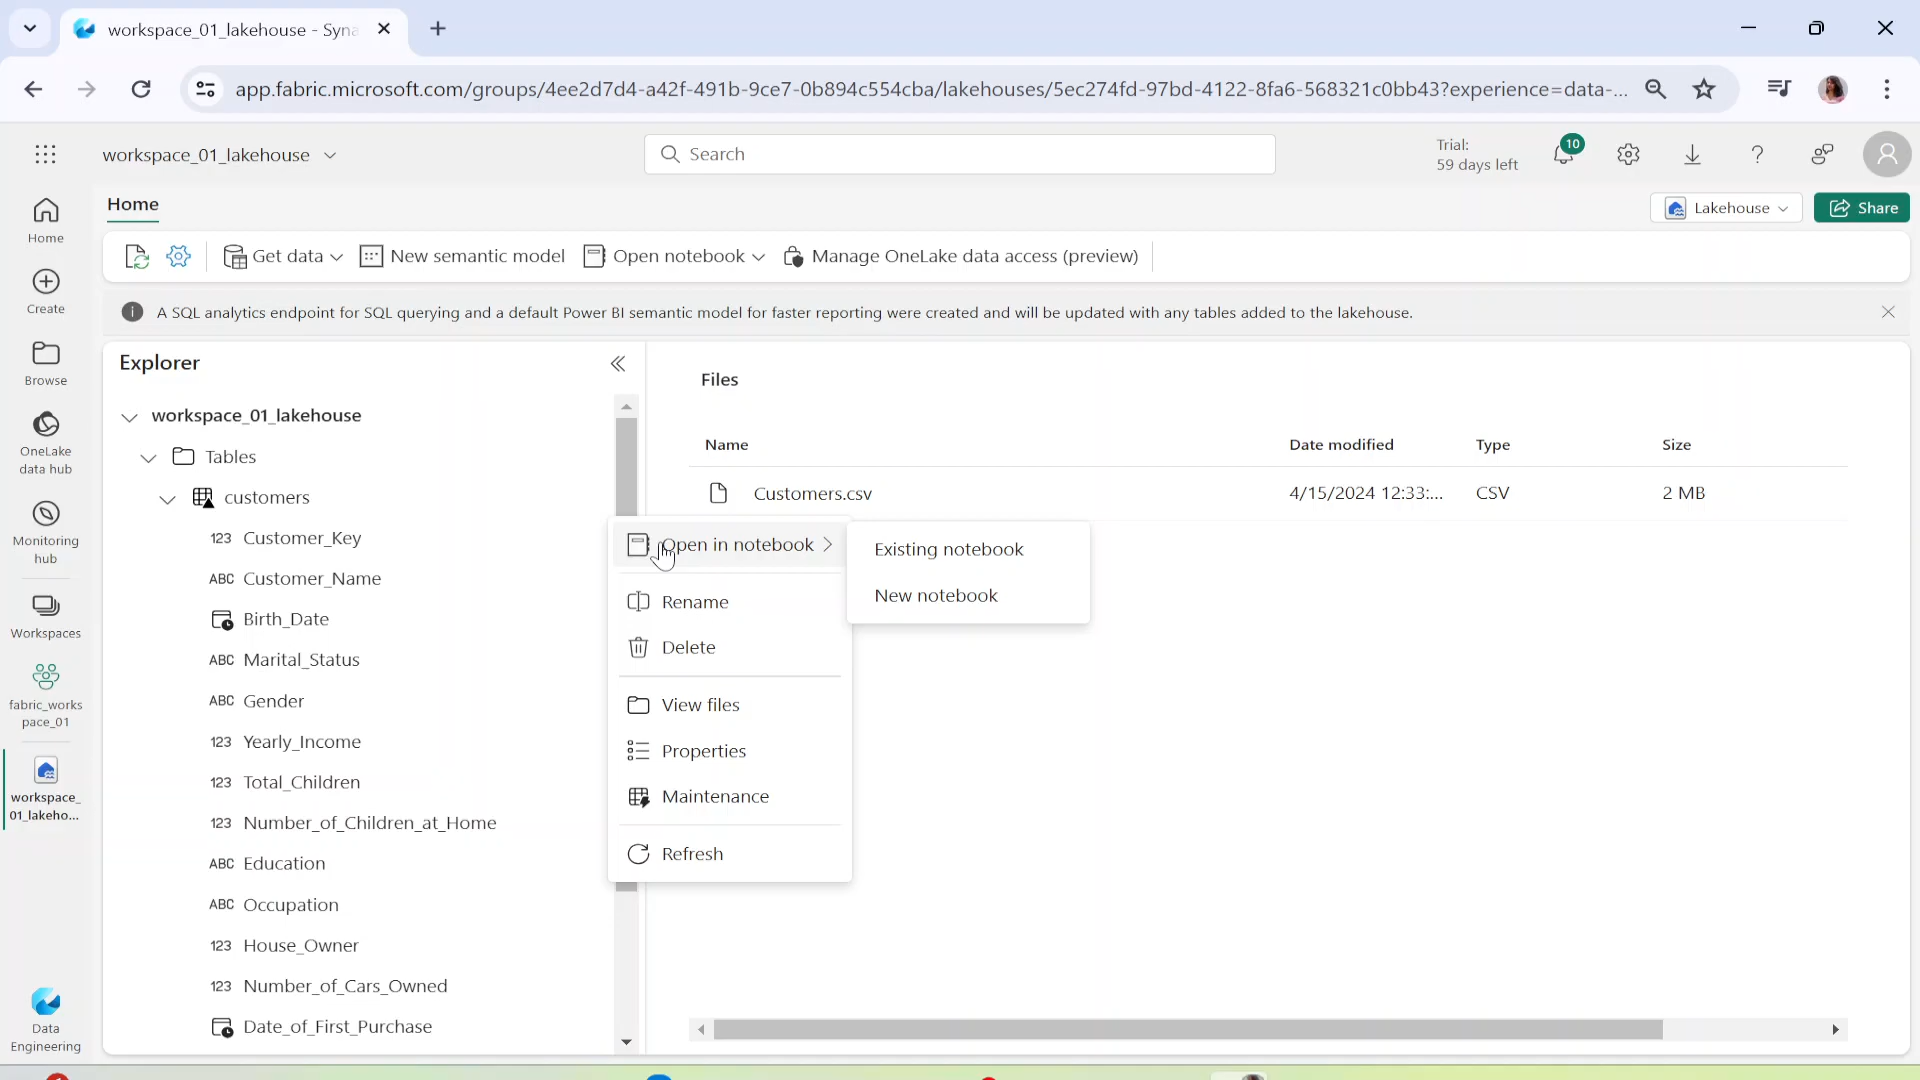 workspace_01_lakehouse - Syna
app.fabric.microsoft.com/groups/4ee2d7d4-a42f-491b-9ce7-0b894c554cba/lakehouses/5ec274fd-97bd-4122-8fa6-568321c0bb43?experience=data-...
workspace_01_lakehouse
Search
Trial:
59 days left
10
Home
Lakehouse
Share
Get data
New semantic model
Open notebook
Manage OneLake data access (preview)
A SQL analytics endpoint for SQL querying and a default Power BI semantic model for faster reporting were created and will be updated with any tables added to the lakehouse.
Home
Create
Browse
OneLake
data hub
Monitoring
hub
Workspaces
fabric_works
pace_01
workspace_
01_lakeho...
Data
Engineering
Explorer
workspace_01_lakehouse
Tables
customers
123 Customer_Key
ABC Customer_Name
Birth_Date
ABC Marital_Status
ABC Gender
123 Yearly_Income
123 Total_Children
123 Number_of_Children_at_Home
ABC Education
ABC Occupation
123 House_Owner
123 Number_of_Cars_Owned
Date_of_First_Purchase
Open in notebook
Rename
Delete
View files
Properties
Maintenance
Refresh
Existing notebook
New notebook
Files
Name Date modified Type Size
Customers.csv 4/15/2024 12:33:... CSV 2 MB